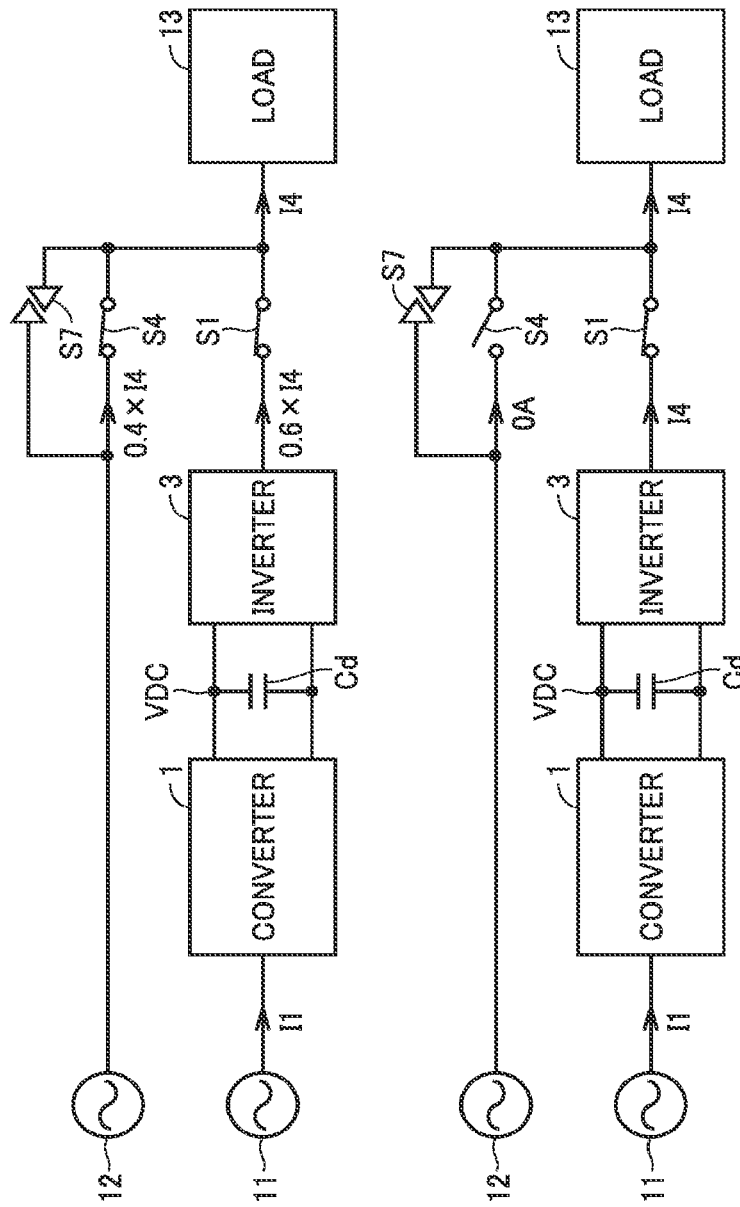 12
11
I1
CONVERTER
1
VDC
Cd
INVERTER
3
0.4×I4
0.6×I4
S7
S4
S1
I4
LOAD
13
12
11
I1
CONVERTER
1
VDC
Cd
INVERTER
3
0A
I4
S7
S4
S1
I4
LOAD
13